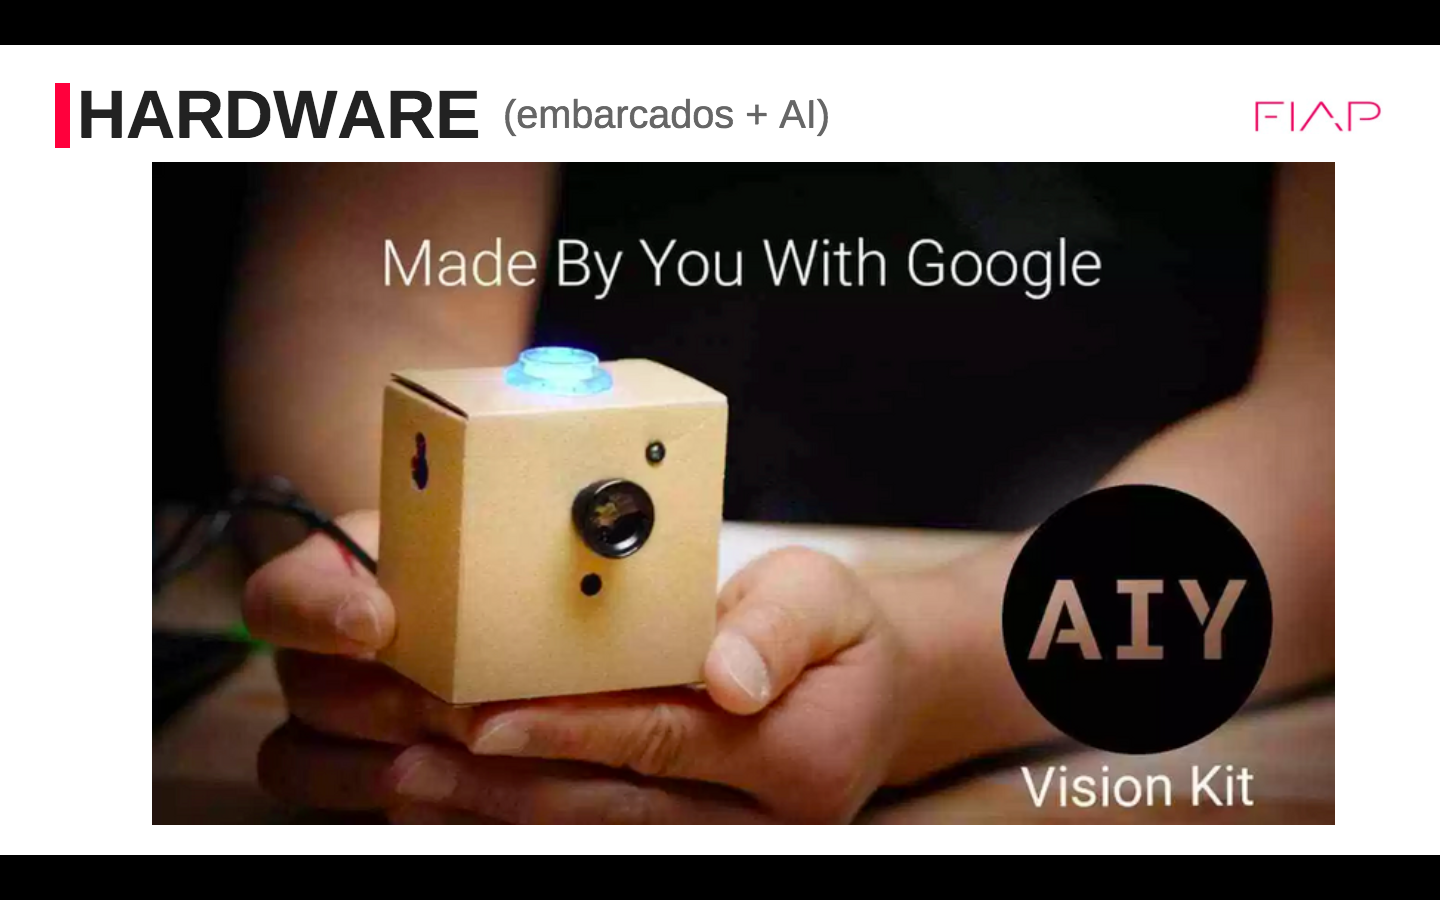 HARDWARE (embarcados + AI)
FIAP
Made By You With Google
AIY
Vision Kit